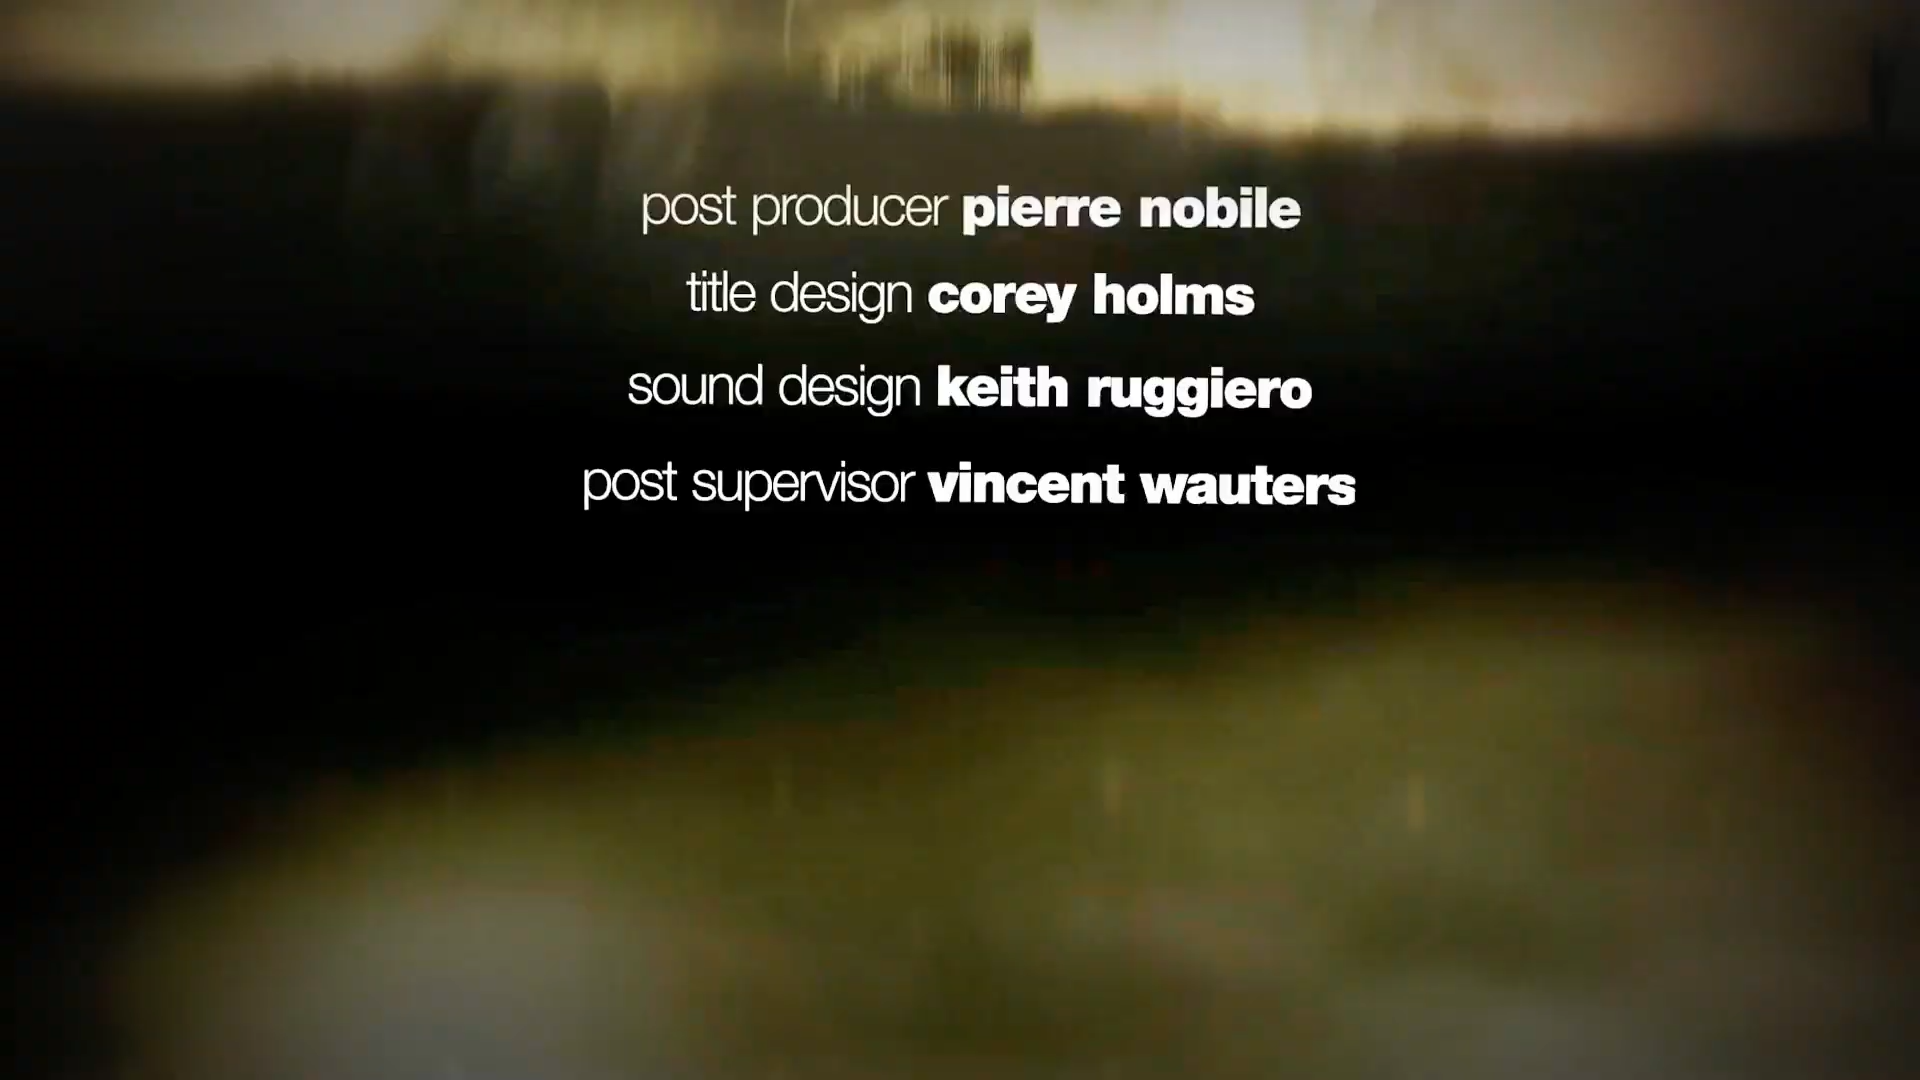 post producer pierre nobile
title design corey holms
sound design keith ruggiero
post supervisor vincent wauters